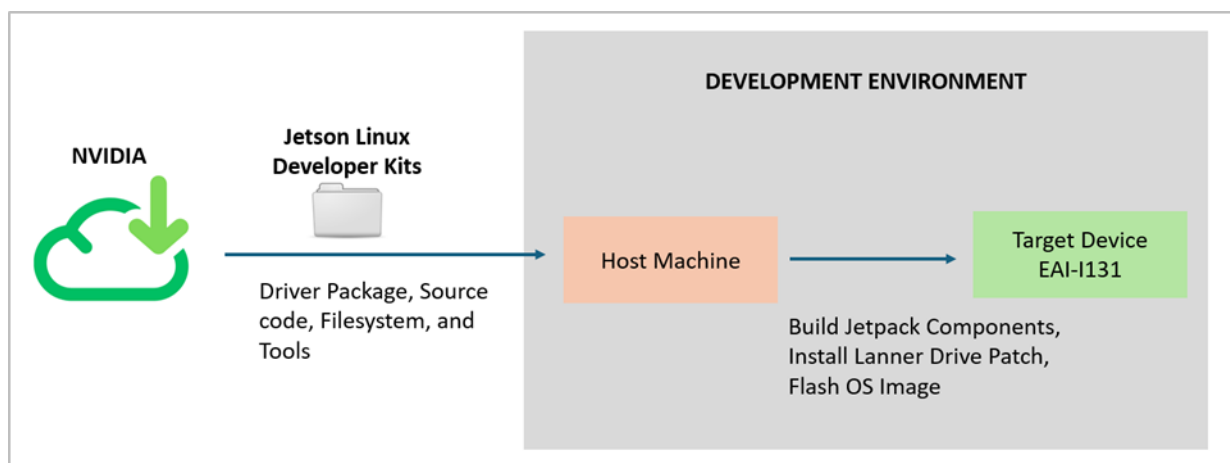 DEVELOPMENT ENVIRONMENT
NVIDIA
Jetson Linux
Developer Kits
Driver Package, Source
code, Filesystem, and
Tools
Host Machine
Target Device
EAI-I131
Build Jetpack Components,
Install Lanner Drive Patch,
Flash OS Image